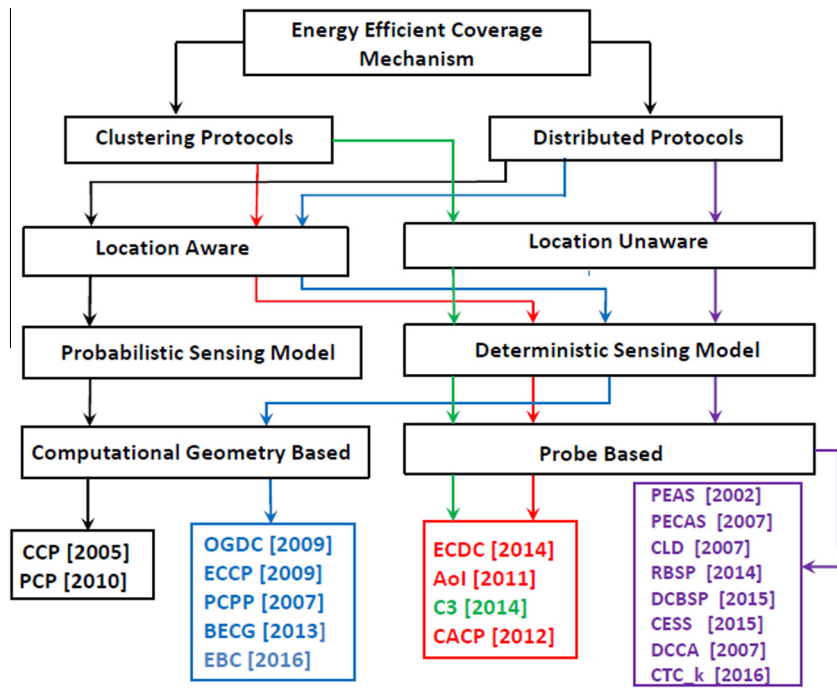 Energy Efficient Coverage
Mechanism
Clustering Protocols
Distributed Protocols
Location Aware
Location Unaware
Probabilistic Sensing Model
Deterministic Sensing Model
Computational Geometry Based
Probe Based
CCP [2005]
PCP [2010]
OGDC [2009]
ECCP [2009]
PCPP [2007]
BECG [2013]
EBC [2016]
ECDC [2014]
AoI [2011]
C3 [2014]
CACP [2012]
PEAS [2002]
PECAS [2007]
CLD [2007]
RBSP [2014]
DCBSP [2015]
CESS [2015]
DCCA [2007]
CTC_k [2016]